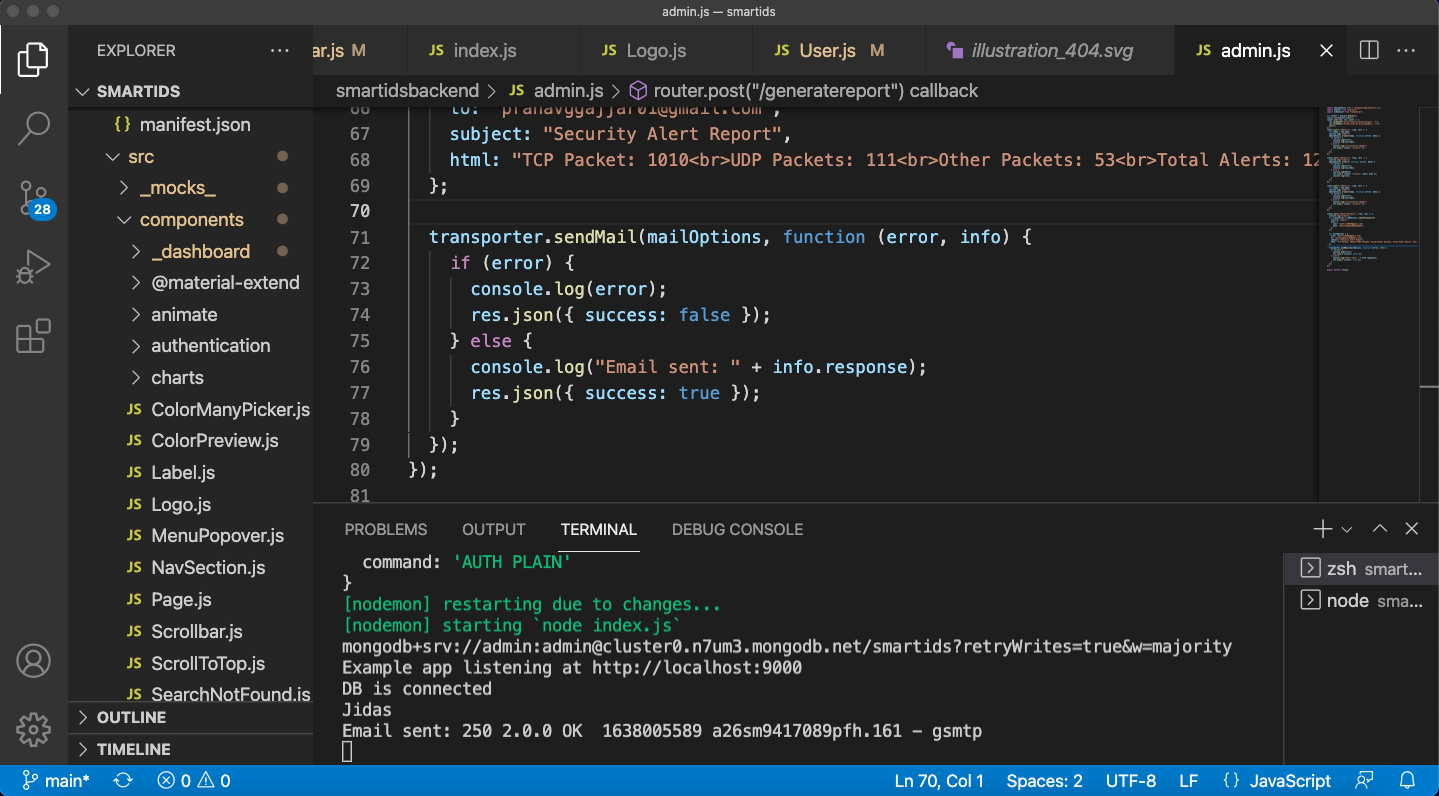 admin.js — smartids
EXPLORER
ar.js M
JS index.js
JS Logo.js
JS User.js M
illustration_404.svg
JS admin.js
SMARTIDS
{} manifest.json
src
_mocks_
components
_dashboard
@material-extend
animate
authentication
charts
JS ColorManyPicker.js
JS ColorPreview.js
JS Label.js
JS Logo.js
JS MenuPopover.js
JS NavSection.js
JS Page.js
JS Scrollbar.js
JS ScrollToTop.js
JS SearchNotFound.js
OUTLINE
TIMELINE
28
smartidsbackend > JS admin.js > router.post("/generatereport") callback
66 to: "pranavggajjar01@gmail.com",
67 subject: "Security Alert Report",
68 html: "TCP Packet: 1010<br>UDP Packets: 111<br>Other Packets: 53<br>Total Alerts: 12
69 };
70
71 transporter.sendMail(mailOptions, function (error, info) {
72 if (error) {
73 console.log(error);
74 res.json({ success: false });
75 } else {
76 console.log("Email sent: " + info.response);
77 res.json({ success: true });
78 }
79 });
80 });
81
PROBLEMS OUTPUT TERMINAL DEBUG CONSOLE
command: 'AUTH PLAIN'
}
[nodemon] restarting due to changes...
[nodemon] starting `node index.js`
mongodb+srv://admin:admin@cluster0.n7um3.mongodb.net/smartids?retryWrites=true&w=majority
Example app listening at http://localhost:9000
DB is connected
Jidas
Email sent: 250 2.0.0 OK  1638005589 a26sm9417089pfh.161 - gsmtp
zsh smart...
node sma...
main* 0 0 Ln 70, Col 1 Spaces: 2 UTF-8 LF {} JavaScript